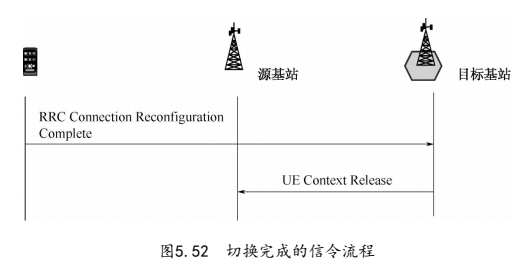 源基站
目标基站
RRC Connection Reconfiguration
Complete
UE Context Release
图5.52 切换完成的信令流程